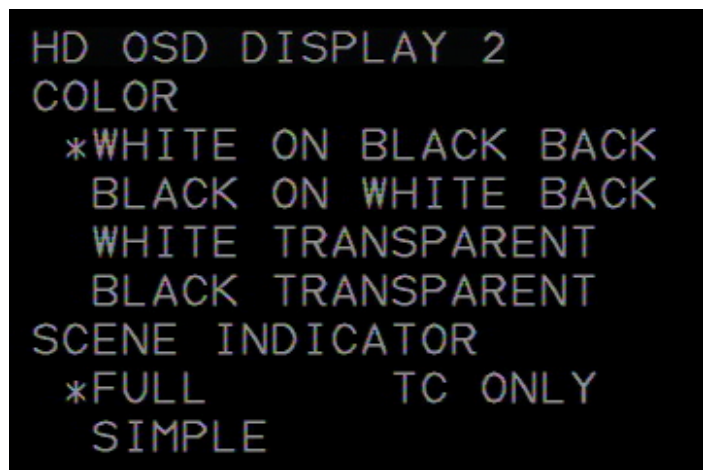 HD OSD DISPLAY 2
COLOR
*WHITE ON BLACK BACK
BLACK ON WHITE BACK
WHITE TRANSPARENT
BLACK TRANSPARENT
SCENE INDICATOR
*FULL TC ONLY
SIMPLE